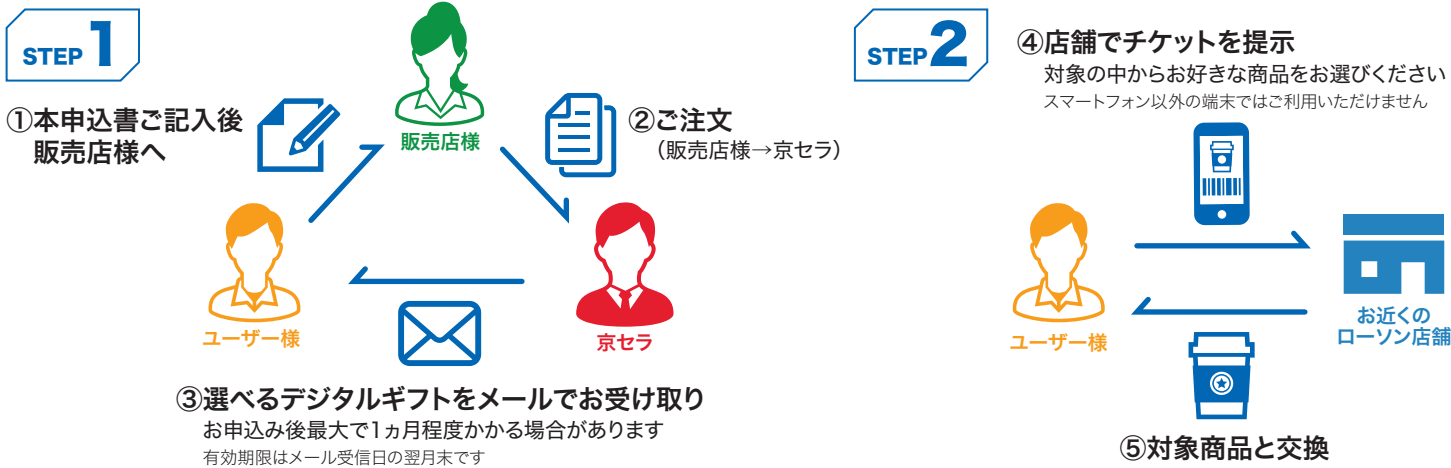 STEP 1
①本申込書ご記入後
販売店様へ
販売店様
②ご注文
（販売店様→京セラ）
ユーザー様
京セラ
③選べるデジタルギフトをメールでお受け取り
お申込み後最大で1ヵ月程度かかる場合があります
有効期限はメール受信日の翌月末です
STEP 2
④店舗でチケットを提示
対象の中からお好きな商品をお選びください
スマートフォン以外の端末ではご利用いただけません
ユーザー様
お近くの
ローソン店舗
⑤対象商品と交換